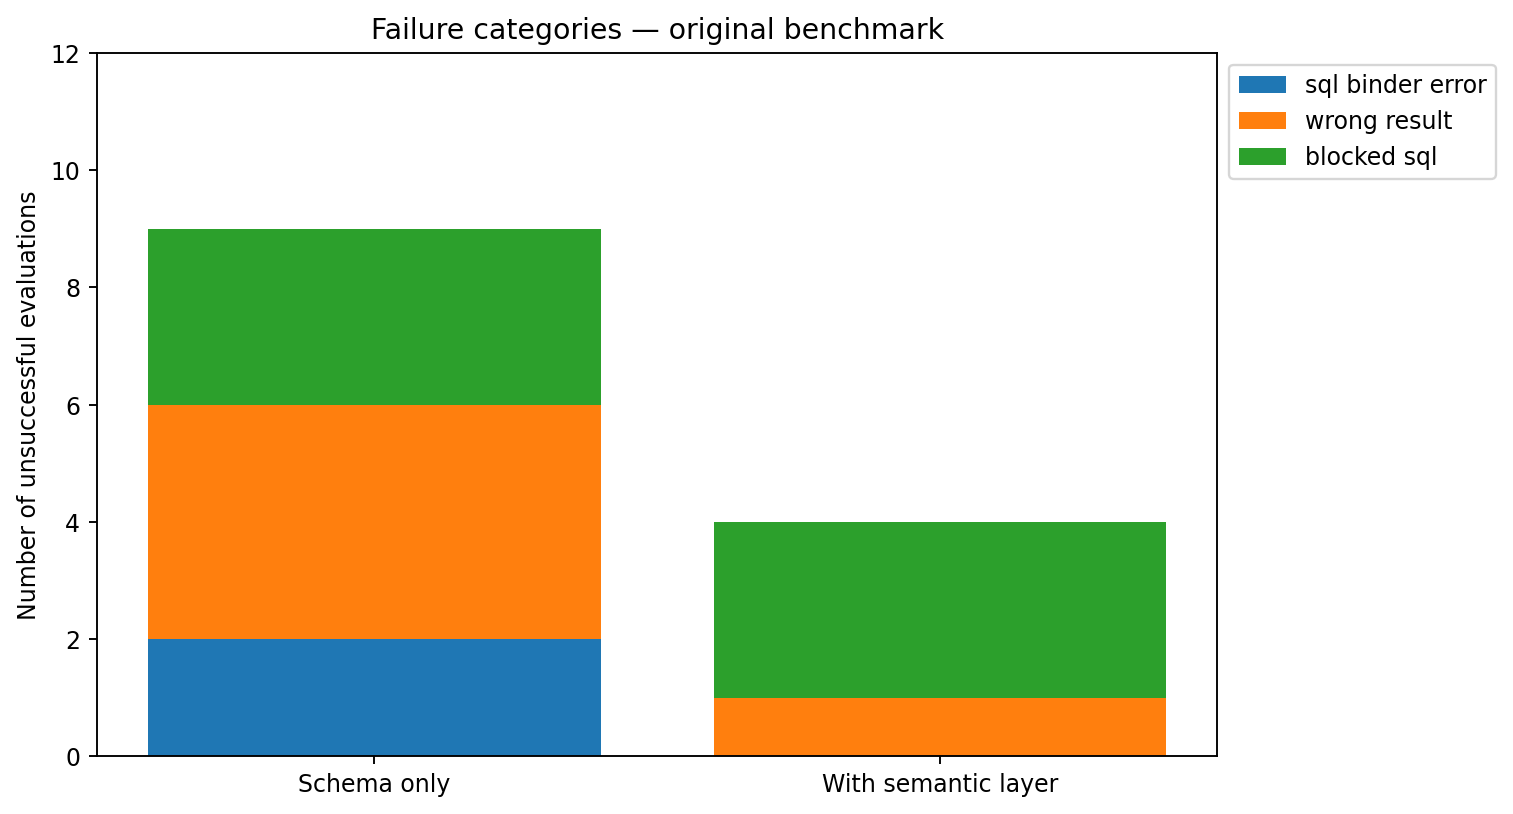 Failure categories — original benchmark
Number of unsuccessful evaluations
12
10
8
6
4
2
0
Schema only
With semantic layer
sql binder error
wrong result
blocked sql